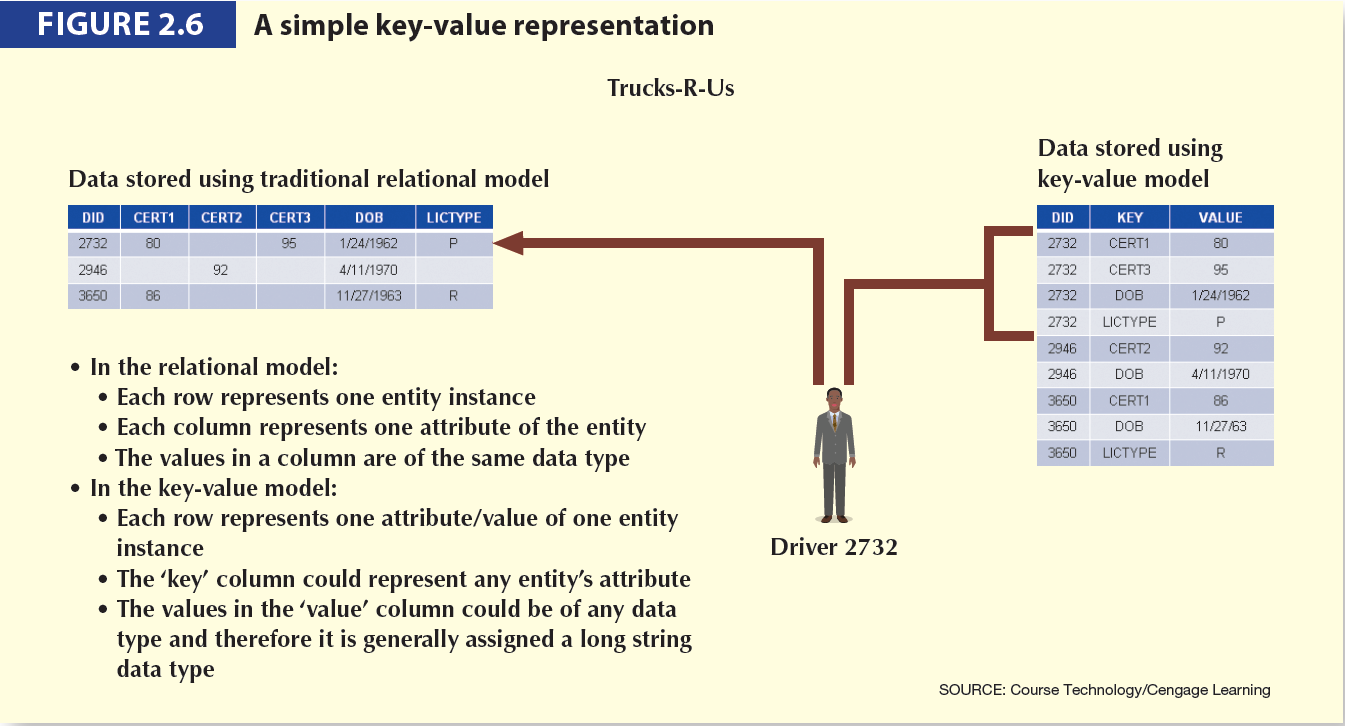 FIGURE 2.6 A simple key-value representation
Trucks-R-Us
Data stored using traditional relational model
DID CERT1 CERT2 CERT3 DOB LICTYPE
2732 80 95 1/24/1962 P
2946 92 4/11/1970
3650 86 11/27/1963 R
Data stored using
key-value model
DID KEY VALUE
2732 CERT1 80
2732 CERT3 95
2732 DOB 1/24/1962
2732 LICTYPE P
2946 CERT2 92
2946 DOB 4/11/1970
3650 CERT1 86
3650 DOB 11/27/63
3650 LICTYPE R
• In the relational model:
• Each row represents one entity instance
• Each column represents one attribute of the entity
• The values in a column are of the same data type
• In the key-value model:
• Each row represents one attribute/value of one entity
instance
• The ‘key’ column could represent any entity’s attribute
• The values in the ‘value’ column could be of any data
type and therefore it is generally assigned a long string
data type
Driver 2732
SOURCE: Course Technology/Cengage Learning